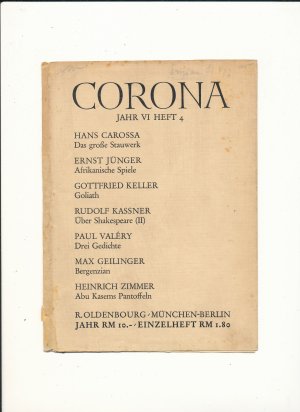 CORONA
JAHR VI HEFT 4
HANS CAROSSA
Das große Stauwerk
ERNST JÜNGER
Afrikanische Spiele
GOTTFRIED KELLER
Goliath
RUDOLF KASSNER
Über Shakespeare (II)
PAUL VALÉRY
Drei Gedichte
MAX GEILINGER
Bergenzian
HEINRICH ZIMMER
Abu Kasems Pantoffeln
R. OLDENBOURG · MÜNCHEN-BERLIN
JAHR RM 10.- · EINZELHEFT RM 1.80